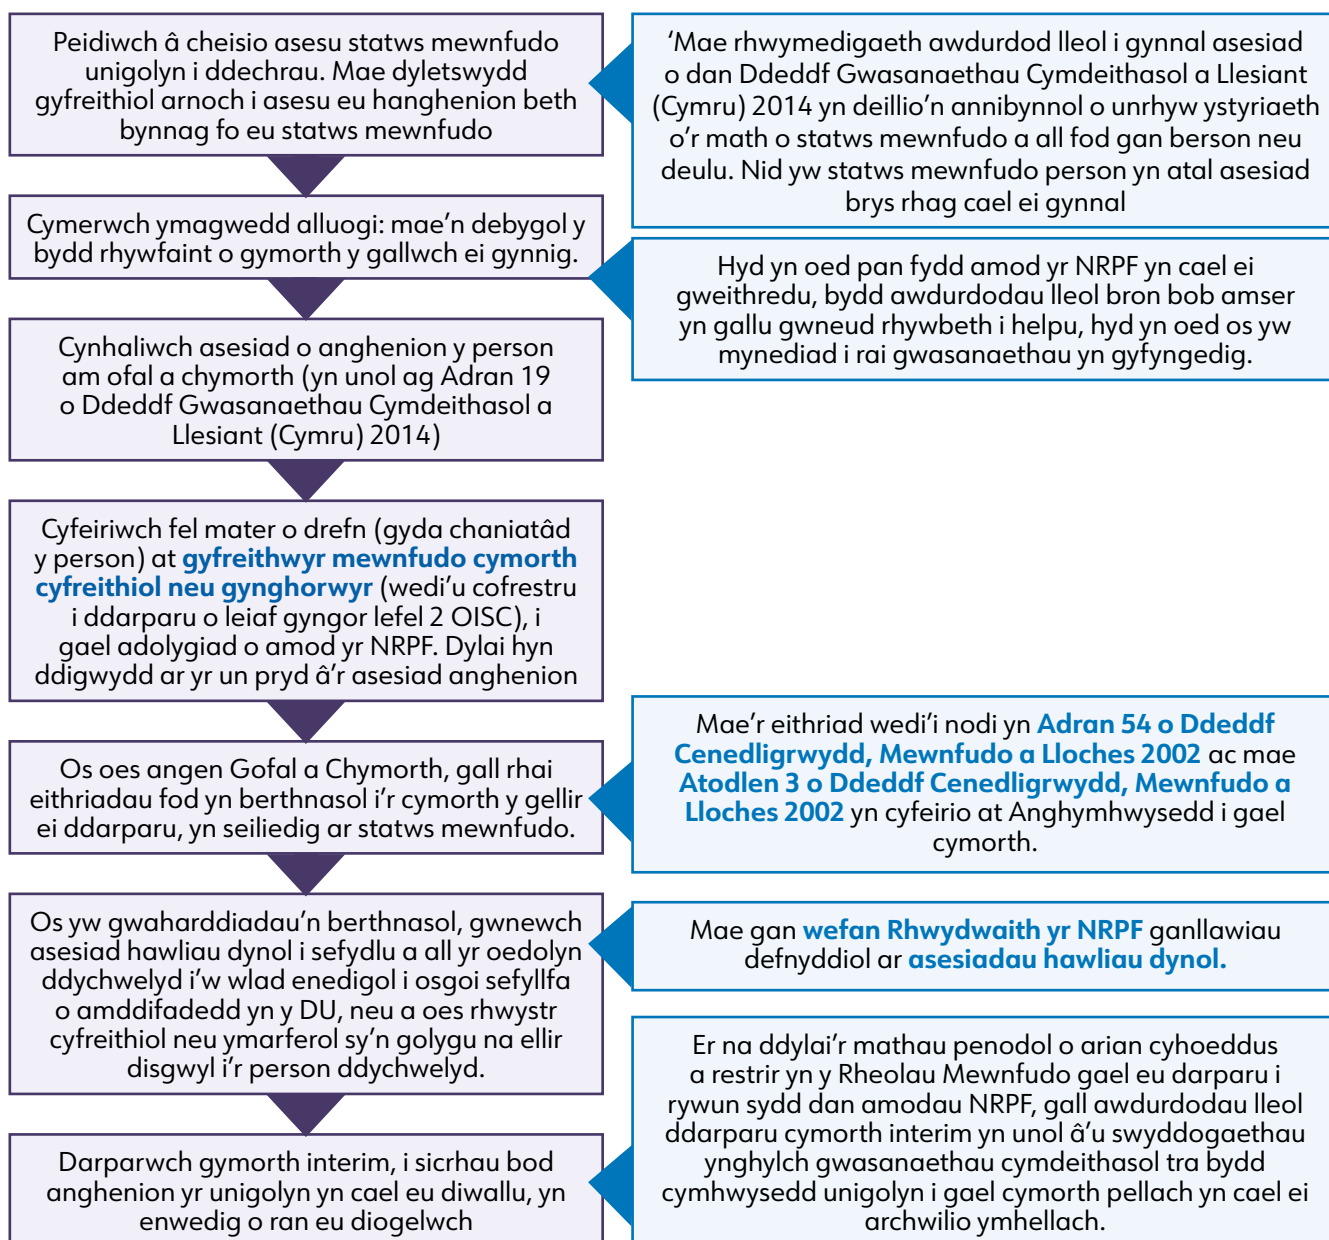 Peidiwch â cheisio asesu statws mewnfudo
unigolyn i ddechrau. Mae dyletswydd
gyfreithiol arnoch i asesu eu hanghenion beth
bynnag fo eu statws mewnfudo
‘Mae rhwymedigaeth awdurdod lleol i gynnal asesiad
o dan Ddeddf Gwasanaethau Cymdeithasol a Llesiant
(Cymru) 2014 yn deillio’n annibynnol o unrhyw ystyriaeth
o’r math o statws mewnfudo a all fod gan berson neu
deulu. Nid yw statws mewnfudo person yn atal asesiad
brys rhag cael ei gynnal
Cymerwch ymagwedd alluogi: mae’n debygol y
bydd rhywfaint o gymorth y gallwch ei gynnig.
Hyd yn oed pan fydd amod yr NRPF yn cael ei
gweithredu, bydd awdurdodau lleol bron bob amser
yn gallu gwneud rhywbeth i helpu, hyd yn oed os yw
mynediad i rai gwasanaethau yn gyfyngedig.
Cynhaliwch asesiad o anghenion y person
am ofal a chymorth (yn unol ag Adran 19
o Ddeddf Gwasanaethau Cymdeithasol a
Llesiant (Cymru) 2014)
Cyfeiriwch fel mater o drefn (gyda chaniatâd
y person) at gyfreithwyr mewnfudo cymorth
cyfreithiol neu gynghorwyr (wedi’u cofrestru
i ddarparu o leiaf gyngor lefel 2 OISC), i
gael adolygiad o amod yr NRPF. Dylai hyn
ddigwydd ar yr un pryd â’r asesiad anghenion
Os oes angen Gofal a Chymorth, gall rhai
eithriadau fod yn berthnasol i’r cymorth y gellir
ei ddarparu, yn seiliedig ar statws mewnfudo.
Mae’r eithriad wedi’i nodi yn Adran 54 o Ddeddf
Cenedligrwydd, Mewnfudo a Lloches 2002 ac mae
Atodlen 3 o Ddeddf Cenedligrwydd, Mewnfudo a
Lloches 2002 yn cyfeirio at Anghymhwysedd i gael
cymorth.
Os yw gwaharddiadau’n berthnasol, gwnewch
asesiad hawliau dynol i sefydlu a all yr oedolyn
ddychwelyd i’w wlad enedigol i osgoi sefyllfa
o amddifadedd yn y DU, neu a oes rhwystr
cyfreithiol neu ymarferol sy’n golygu na ellir
disgwyl i’r person ddychwelyd.
Mae gan wefan Rhwydwaith yr NRPF ganllawiau
defnyddiol ar asesiadau hawliau dynol.
Darparwch gymorth interim, i sicrhau bod
anghenion yr unigolyn yn cael eu diwallu, yn
enwedig o ran eu diogelwch
Er na ddylai’r mathau penodol o arian cyhoeddus
a restrir yn y Rheolau Mewnfudo gael eu darparu i
rywun sydd dan amodau NRPF, gall awdurdodau lleol
ddarparu cymorth interim yn unol â’u swyddogaethau
ynghylch gwasanaethau cymdeithasol tra bydd
cymhwysedd unigolyn i gael cymorth pellach yn cael ei
archwilio ymhellach.